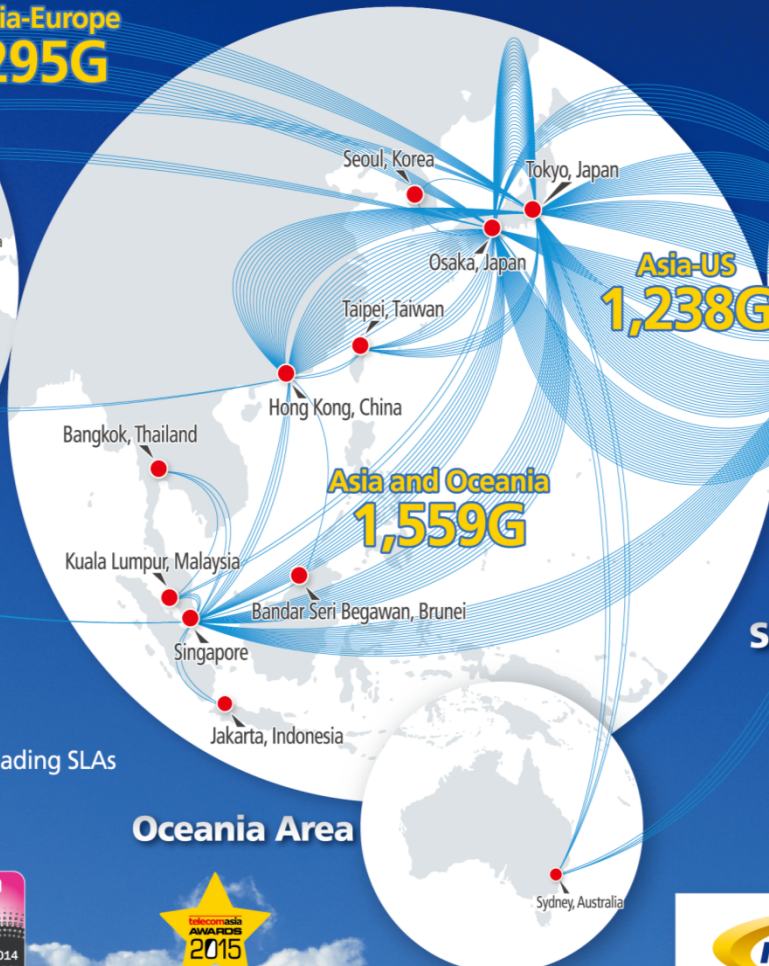 ia-Europe
295G
Seoul, Korea
Tokyo, Japan
Osaka, Japan
Asia-US
1,238G
Taipei, Taiwan
Hong Kong, China
Bangkok, Thailand
Asia and Oceania
1,559G
Kuala Lumpur, Malaysia
Bandar Seri Begawan, Brunei
Singapore
S
Jakarta, Indonesia
ading SLAs
Oceania Area
Sydney, Australia
telecomasia
AWARDS
2015
014